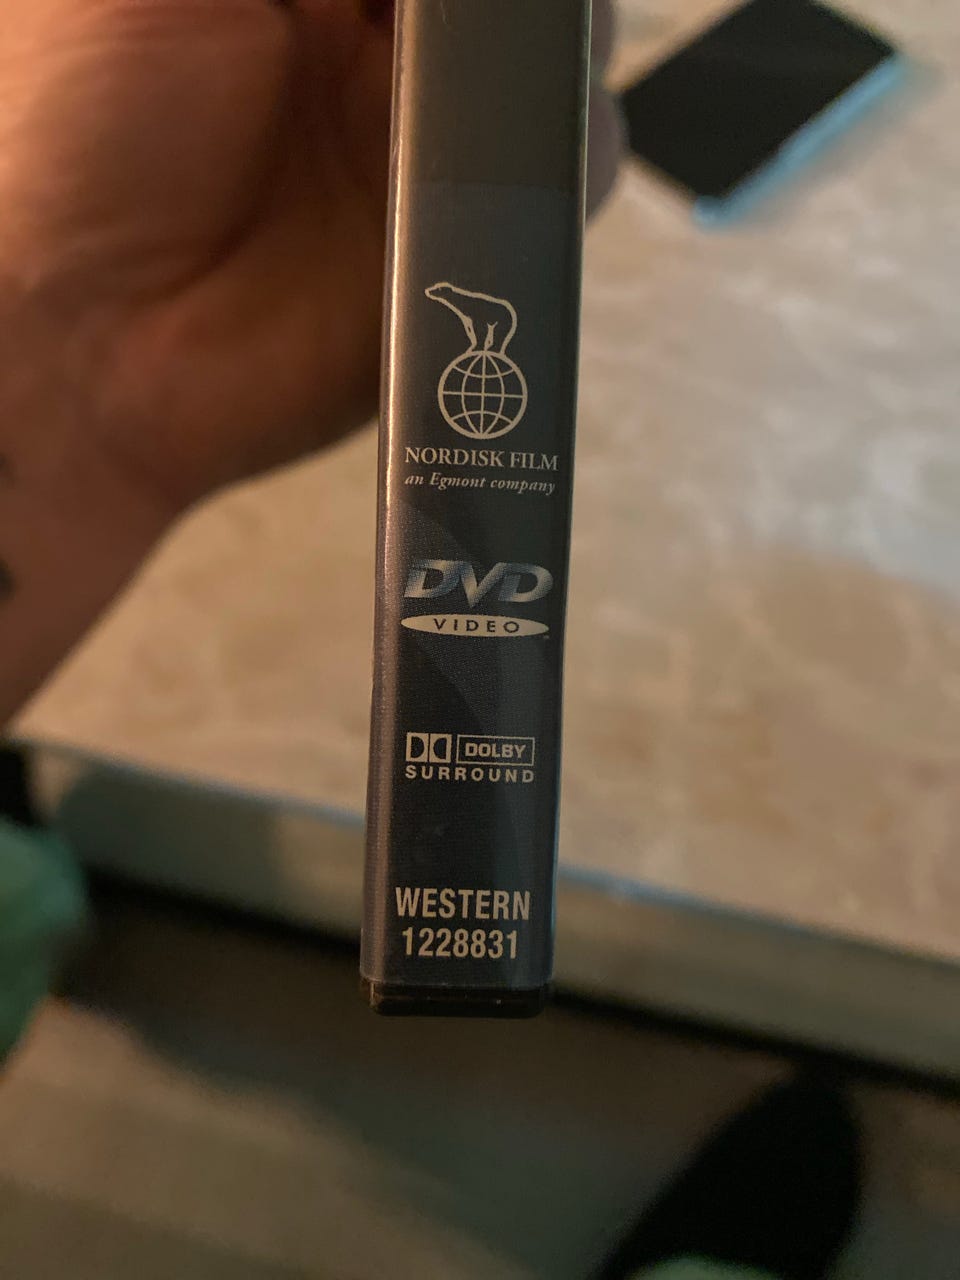 NORDISK FILM
an Egmont company
DVD
VIDEO
DOLBY
SURROUND
WESTERN
1228831